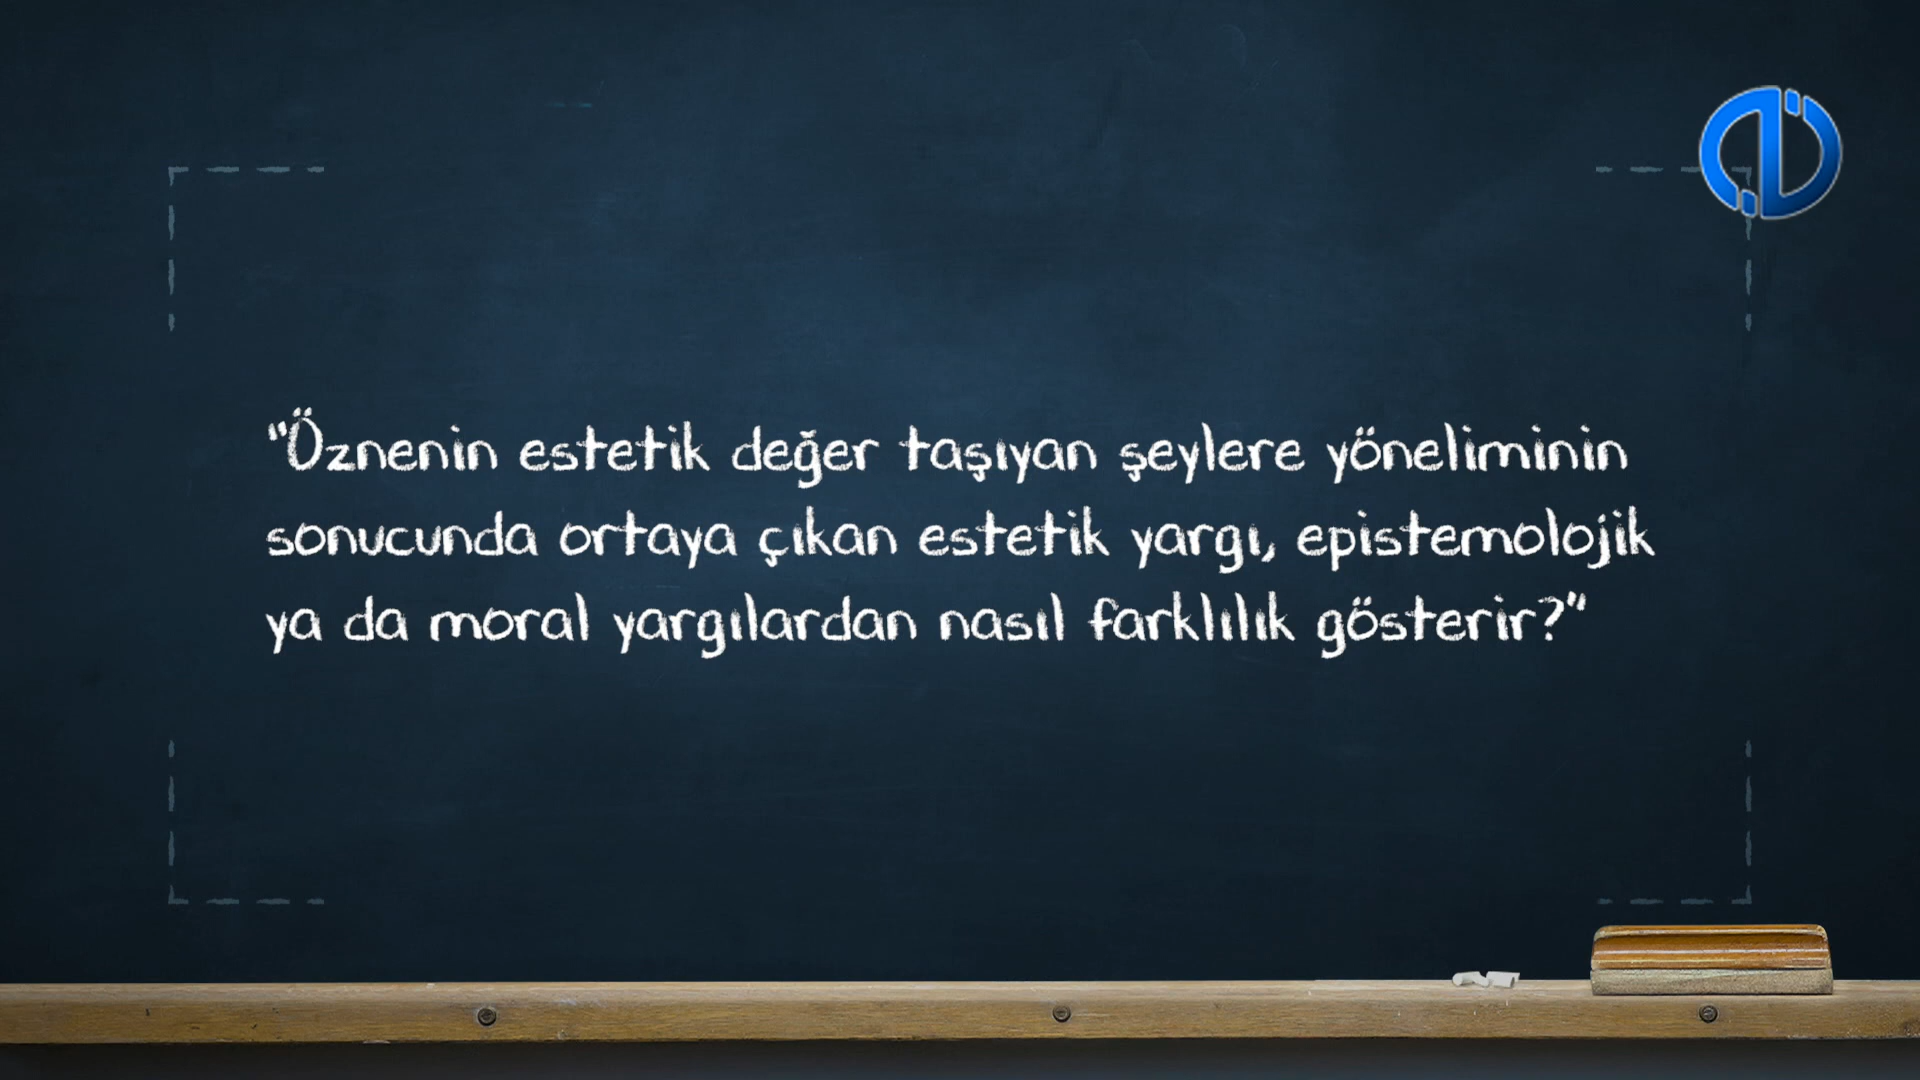 "Öznenin estetik değer taşıyan şeylere yöneliminin
sonucunda ortaya çıkan estetik yargı, epistemolojik
ya da moral yargılardan nasıl farklılık gösterir?"